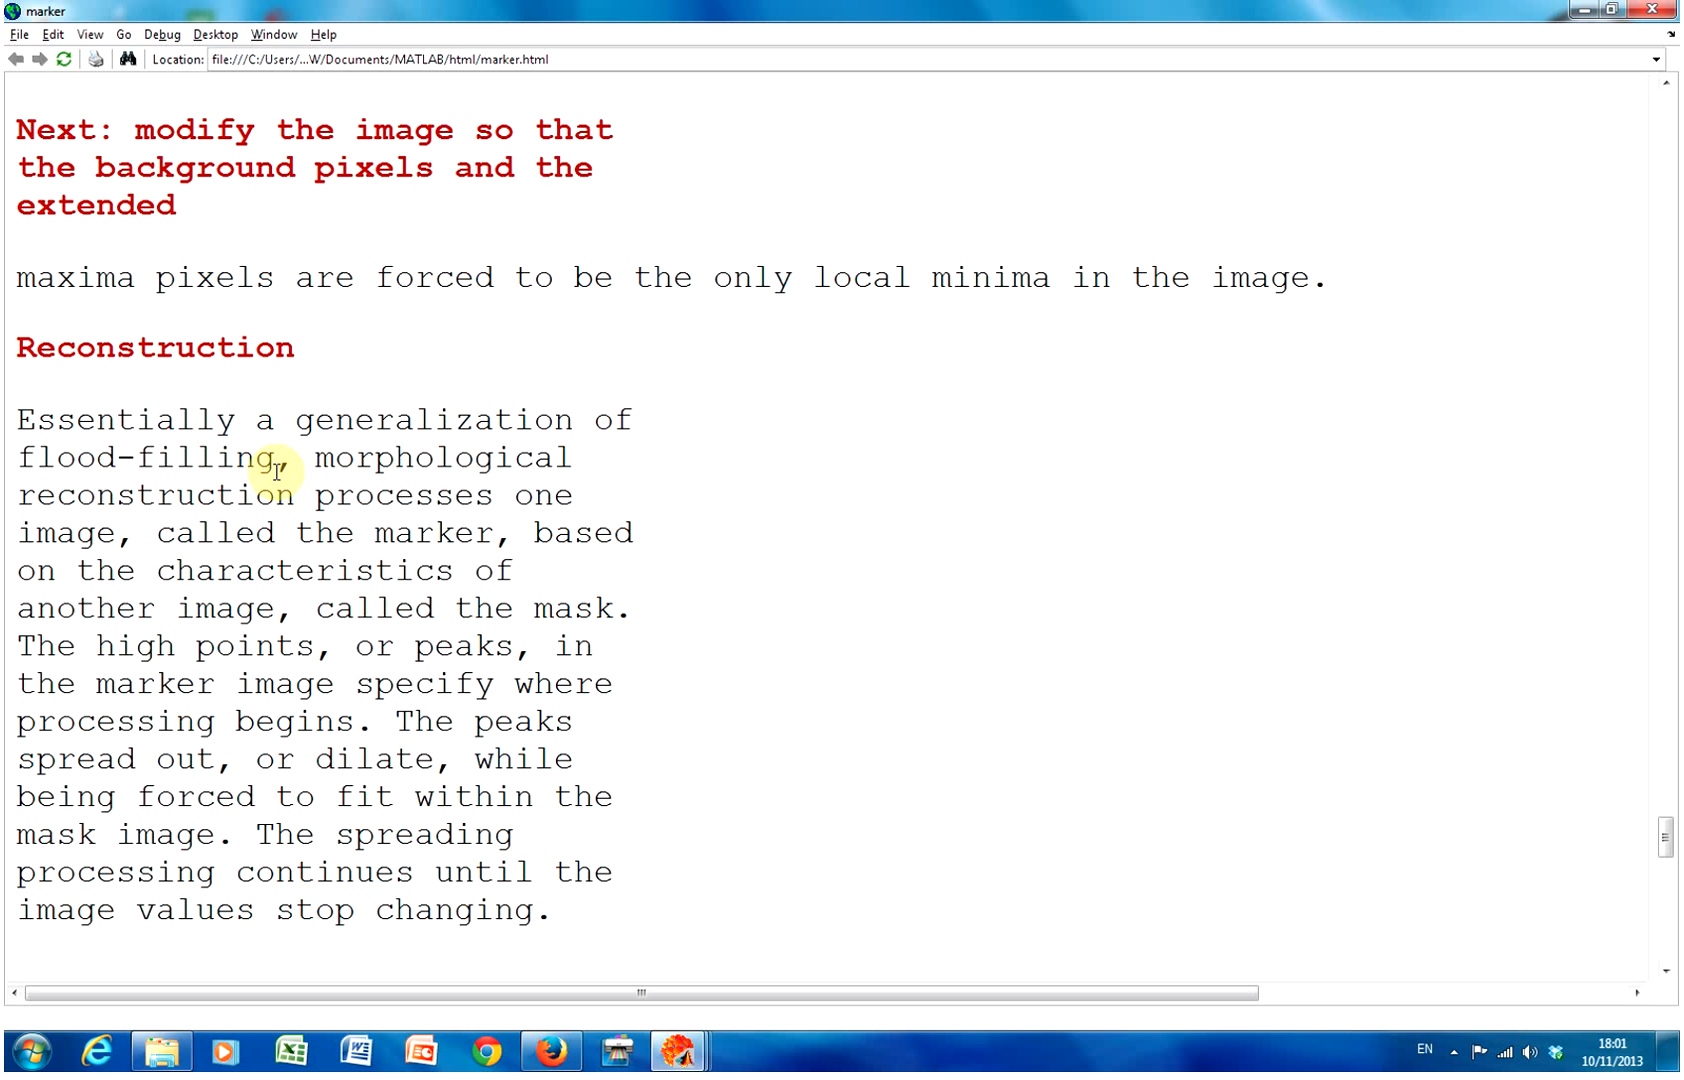 marker
File Edit View Go Debug Desktop Window Help
Location: file:///C:/Users/...W/Documents/MATLAB/html/marker.html
Next: modify the image so that
the background pixels and the
extended
maxima pixels are forced to be the only local minima in the image.
Reconstruction
Essentially a generalization of
flood-filling, morphological
reconstruction processes one
image, called the marker, based
on the characteristics of
another image, called the mask.
The high points, or peaks, in
the marker image specify where
processing begins. The peaks
spread out, or dilate, while
being forced to fit within the
mask image. The spreading
processing continues until the
image values stop changing.
EN
18:01
10/11/2013